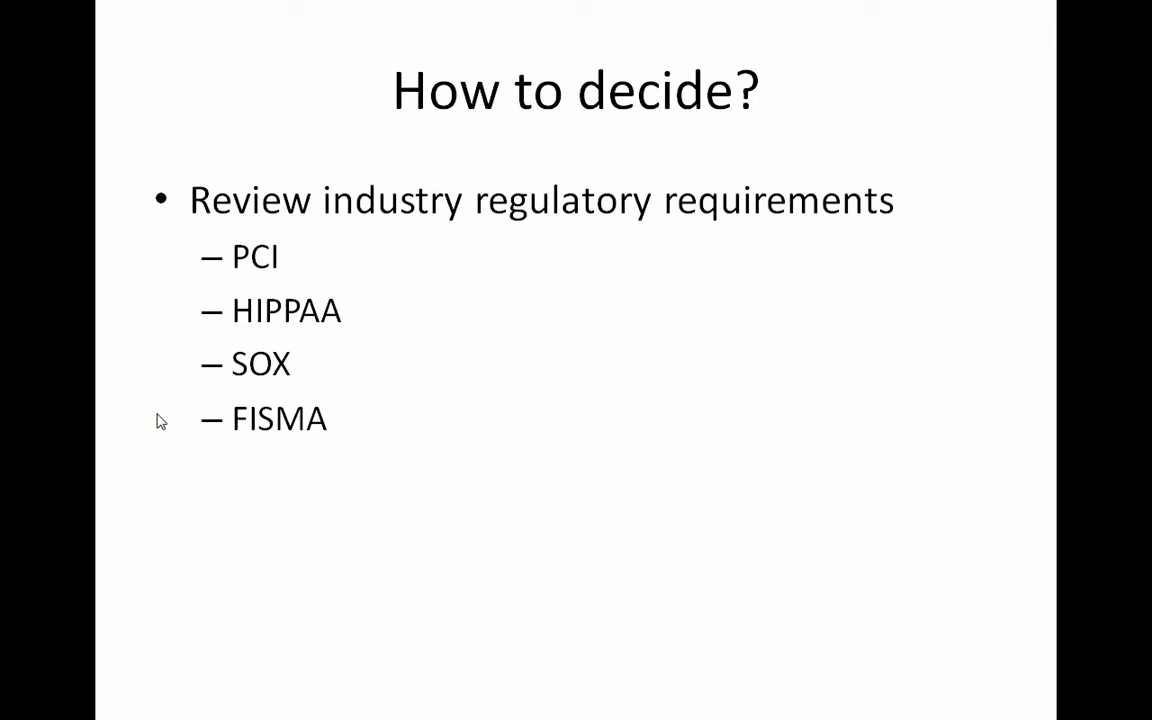 How to decide?
• Review industry regulatory requirements
– PCI
– HIPPAA
– SOX
– FISMA